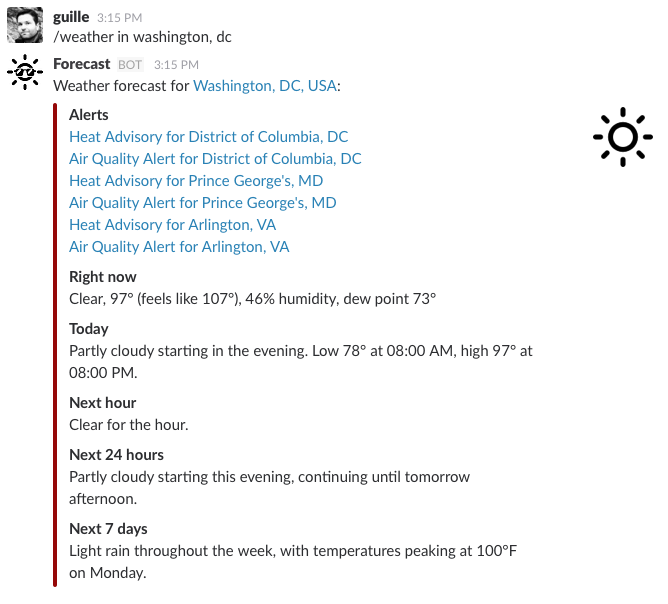 guille 3:15 PM
/weather in washington, dc
Forecast BOT 3:15 PM
Weather forecast for Washington, DC, USA:
Alerts
Heat Advisory for District of Columbia, DC
Air Quality Alert for District of Columbia, DC
Heat Advisory for Prince George's, MD
Air Quality Alert for Prince George's, MD
Heat Advisory for Arlington, VA
Air Quality Alert for Arlington, VA
Right now
Clear, 97° (feels like 107°), 46% humidity, dew point 73°
Today
Partly cloudy starting in the evening. Low 78° at 08:00 AM, high 97° at
08:00 PM.
Next hour
Clear for the hour.
Next 24 hours
Partly cloudy starting this evening, continuing until tomorrow
afternoon.
Next 7 days
Light rain throughout the week, with temperatures peaking at 100°F
on Monday.